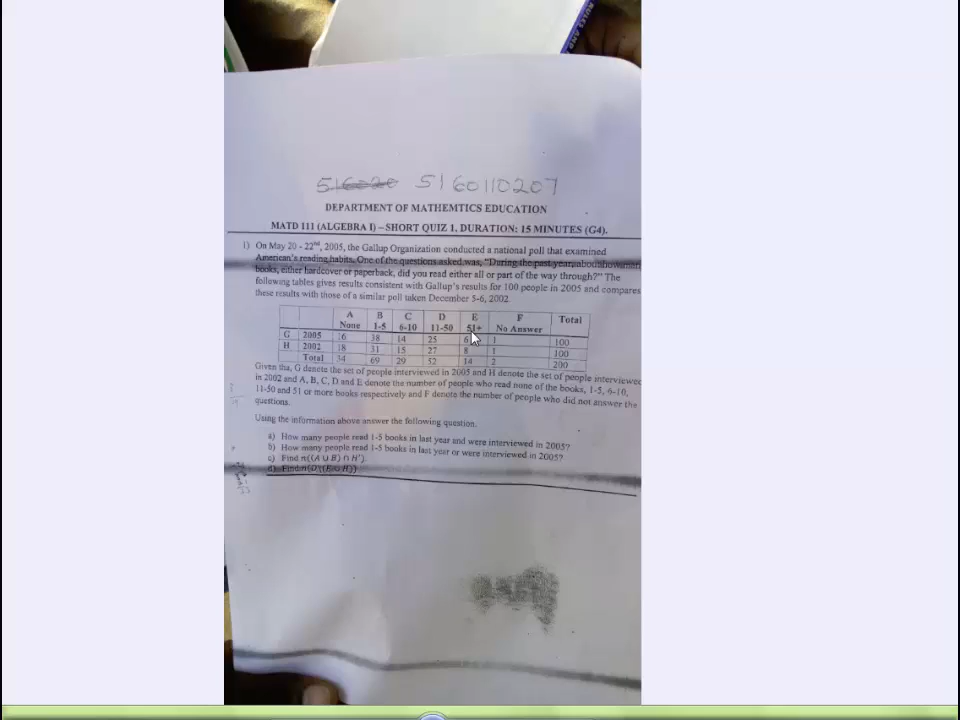 RULES AND
516020 5160110207
DEPARTMENT OF MATHEMTICS EDUCATION
MATD 111 (ALGEBRA I) – SHORT QUIZ 1, DURATION: 15 MINUTES (G4).
1) On May 20 - 22nd, 2005, the Gallup Organization conducted a national poll that examined
American's reading habits. One of the questions asked was, "During the past year, about how many
books, either hardcover or paperback, did you read either all or part of the way through?" The
following tables gives results consistent with Gallup's results for 100 people in 2005 and compares
these results with those of a similar poll taken December 5-6, 2002.
A B C D E F Total
None 1-5 6-10 11-50 51+ No Answer
G 2005 16 38 14 25 6 1 100
H 2002 18 31 15 27 8 1 100
Total 34 69 29 52 14 2 200
Given tha, G denote the set of people interviewed in 2005 and H denote the set of people interviewed
in 2002 and A, B, C, D and E denote the number of people who read none of the books, 1-5, 6-10,
11-50 and 51 or more books respectively and F denote the number of people who did not answer the
questions.
Using the information above answer the following question.
a) How many people read 1-5 books in last year and were interviewed in 2005?
b) How many people read 1-5 books in last year or were interviewed in 2005?
c) Find n((A ∪ B) ∩ H').
d) Find